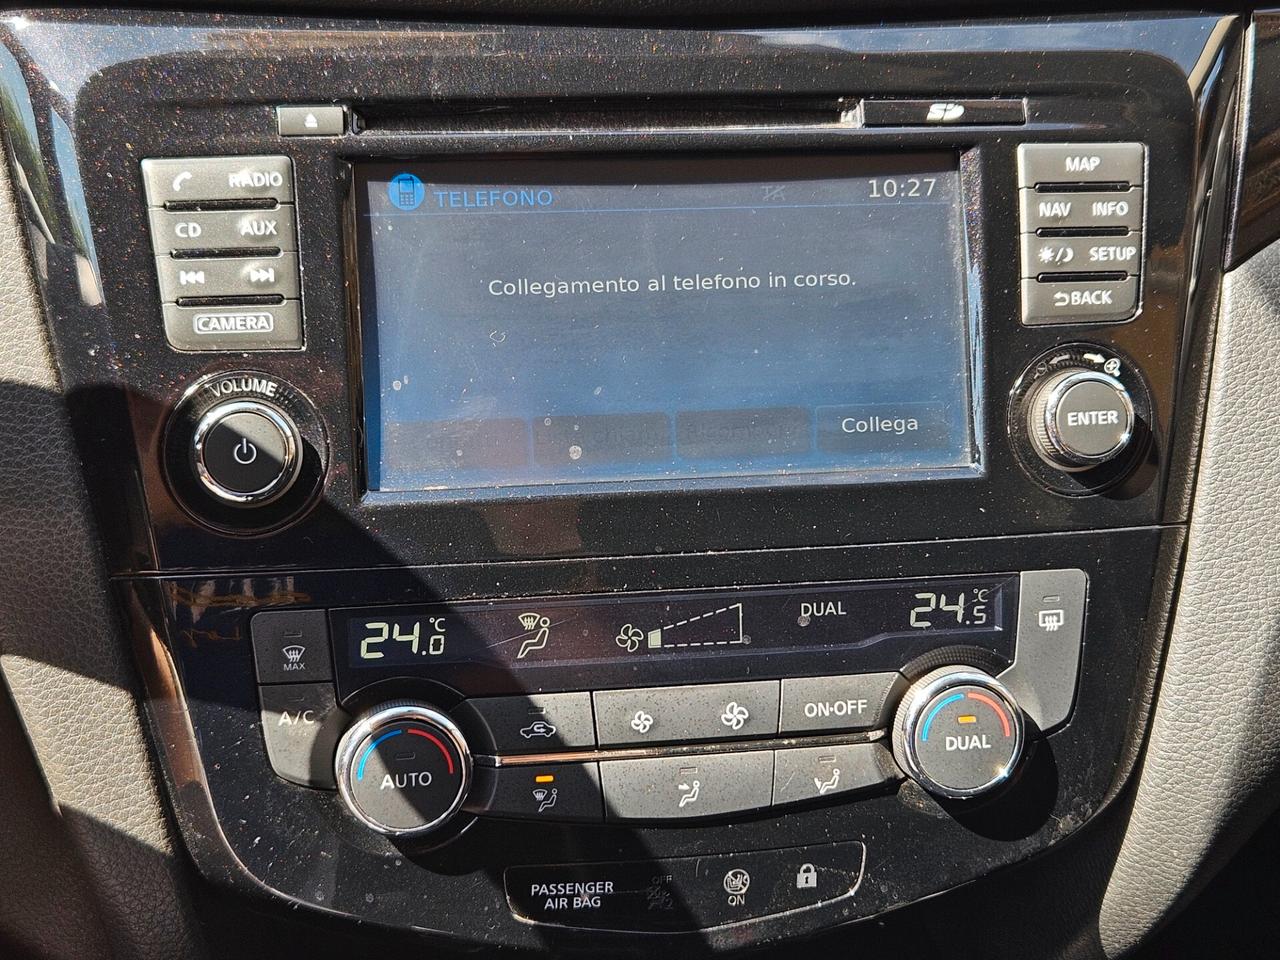 SD
RADIO
CD AUX
CAMERA
VOLUME
TELEFONO
TA
10:27
Collegamento al telefono in corso.
Collega
MAP
NAV INFO
SETUP
BACK
ENTER
24.0 °C
DUAL
24.5 °C
MAX
A/C
AUTO
ON·OFF
DUAL
PASSENGER
AIR BAG
OFF
ON